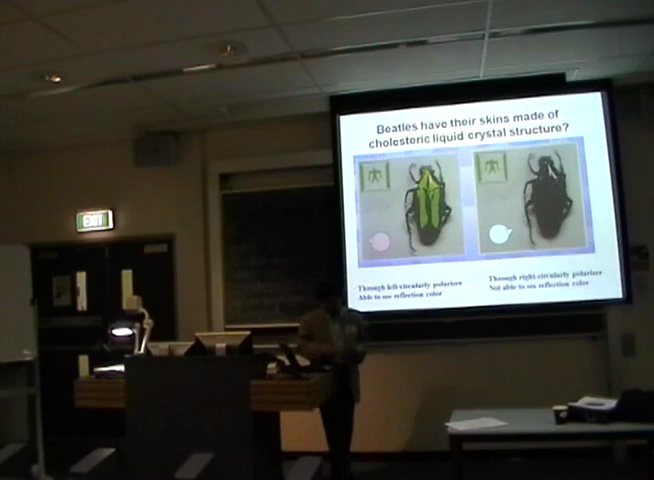 Beatles have their skins made of
cholesteric liquid crystal structure?
EXIT
Through left-circularly polarizer
Able to see reflection color
Through right-circularly polarizer
Not able to see reflection color